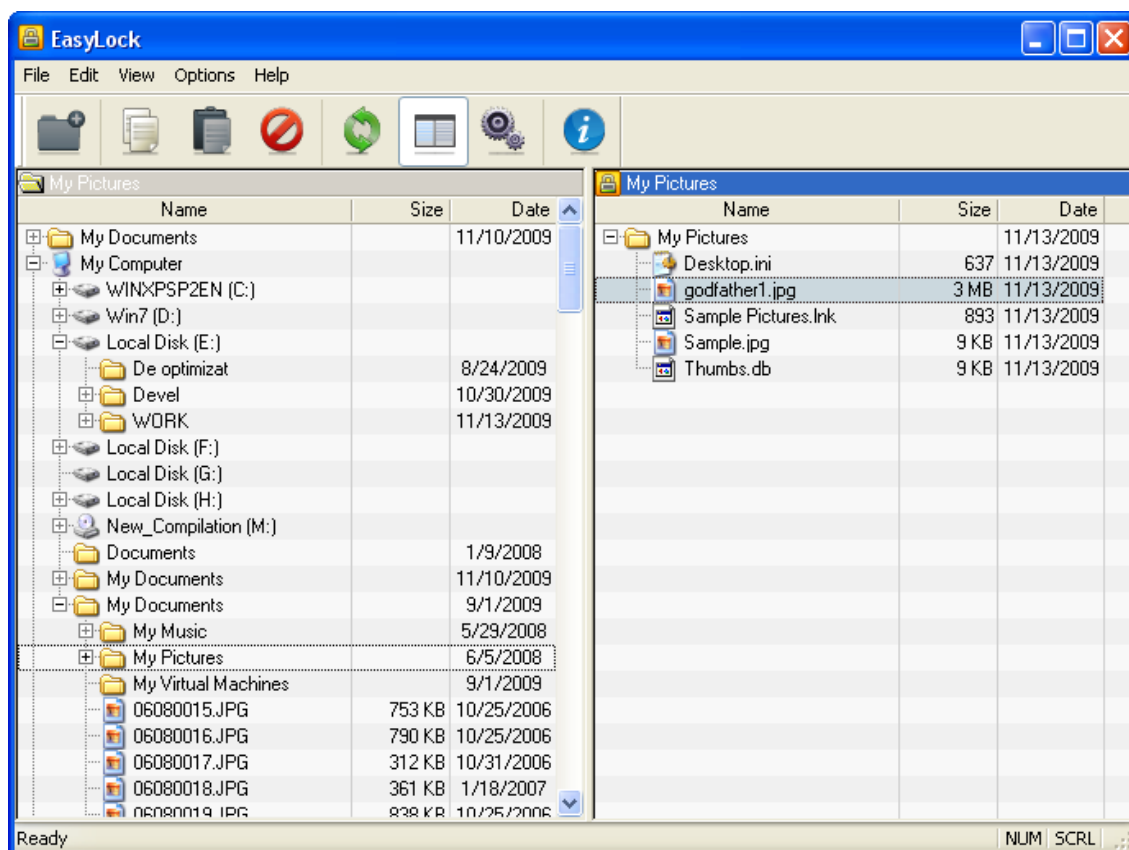 EasyLock
File Edit View Options Help
My Pictures
Name Size Date
My Documents 11/10/2009
My Computer
WINXPSP2EN (C:)
Win7 (D:)
Local Disk (E:)
De optimizat 8/24/2009
Devel 10/30/2009
WORK 11/13/2009
Local Disk (F:)
Local Disk (G:)
Local Disk (H:)
New_Compilation (M:)
Documents 1/9/2008
My Documents 11/10/2009
My Documents 9/1/2009
My Music 5/29/2008
My Pictures 6/5/2008
My Virtual Machines 9/1/2009
06080015.JPG 753 KB 10/25/2006
06080016.JPG 790 KB 10/25/2006
06080017.JPG 312 KB 10/31/2006
06080018.JPG 361 KB 1/18/2007
06080019.JPG 838 KB 10/25/2006
My Pictures
Name Size Date
My Pictures 11/13/2009
Desktop.ini 637 11/13/2009
godfather1.jpg 3 MB 11/13/2009
Sample Pictures.lnk 893 11/13/2009
Sample.jpg 9 KB 11/13/2009
Thumbs.db 9 KB 11/13/2009
Ready NUM SCRL